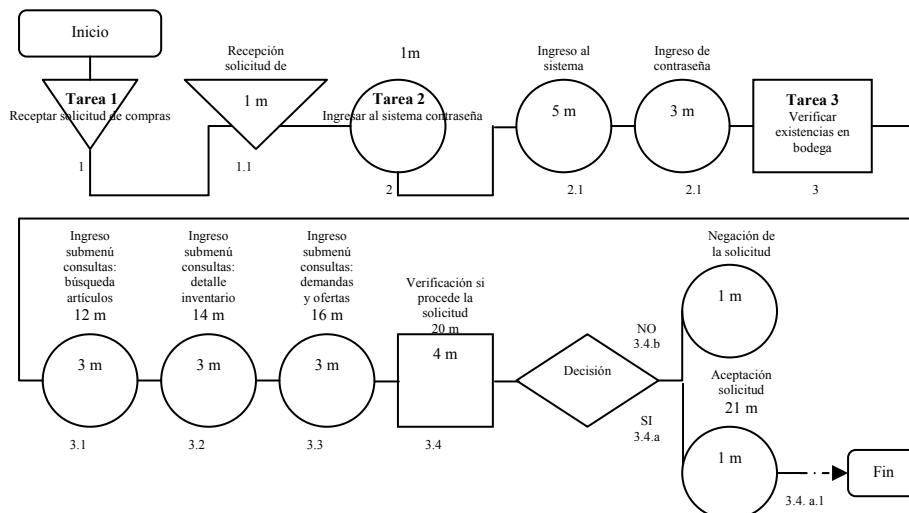 Inicio
Tarea 1
Receptar solicitud de compras
1
Recepción
solicitud de
1 m
1.1
1m
Tarea 2
Ingresar al sistema contraseña
2
Ingreso al
sistema
5 m
2.1
Ingreso de
contraseña
3 m
2.1
Tarea 3
Verificar
existencias en
bodega
3
Ingreso
submenú
consultas:
búsqueda
artículos
12 m
3 m
3.1
Ingreso
submenú
consultas:
detalle
inventario
14 m
3 m
3.2
Ingreso
submenú
consultas:
demandas
y ofertas
16 m
3 m
3.3
Verificación si
procede la
solicitud
20 m
4 m
3.4
Decisión
NO
3.4.b
Negación de
la solicitud
1 m
SI
3.4.a
Aceptación
solicitud
21 m
1 m
3.4. a.1
Fin